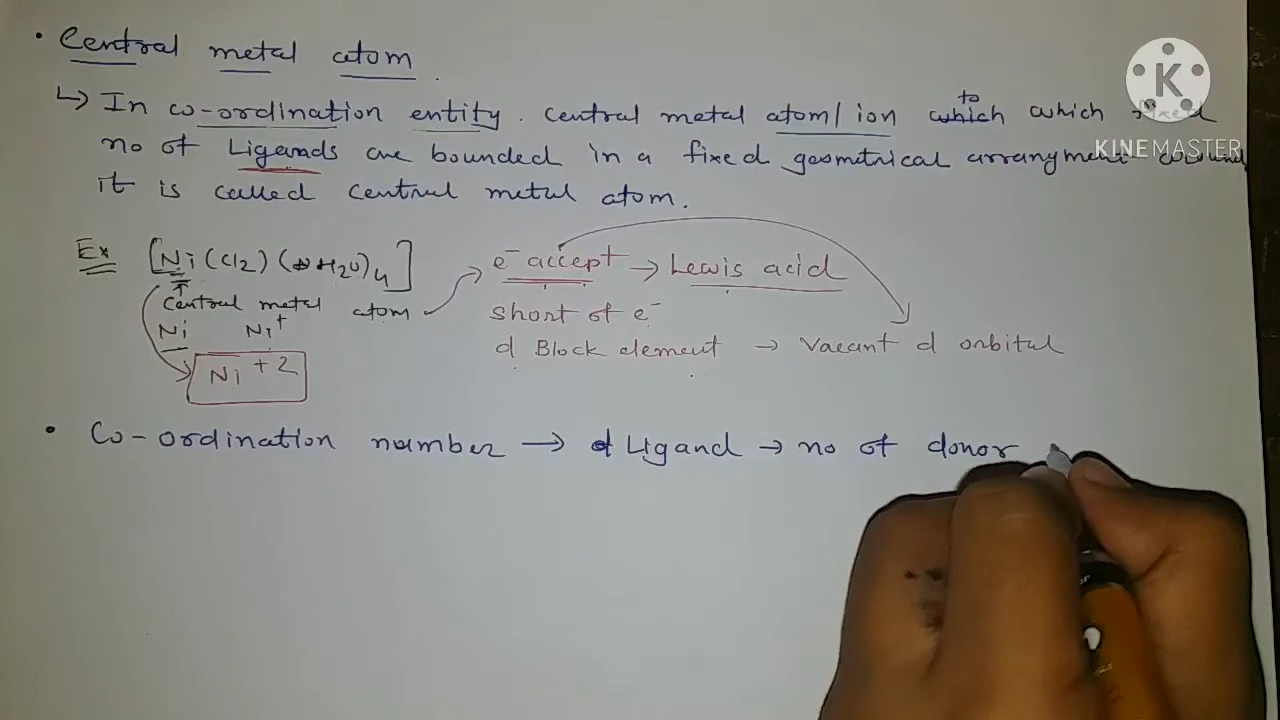 • Central metal atom.
↳ In co-ordination entity. Central metal atom/ion which to which
no of Ligands are bounded in a fixed geometrical arrangment
it is called central metal atom.
Ex [Ni(Cl2)(H2O)4]
e⁻ accept → Lewis acid
Central metal atom
short of e⁻
Ni Ni+
d Block element → Vacant d orbital
Ni +2
• Co-ordination number → Ligand → no of donor
K
KINEMASTER